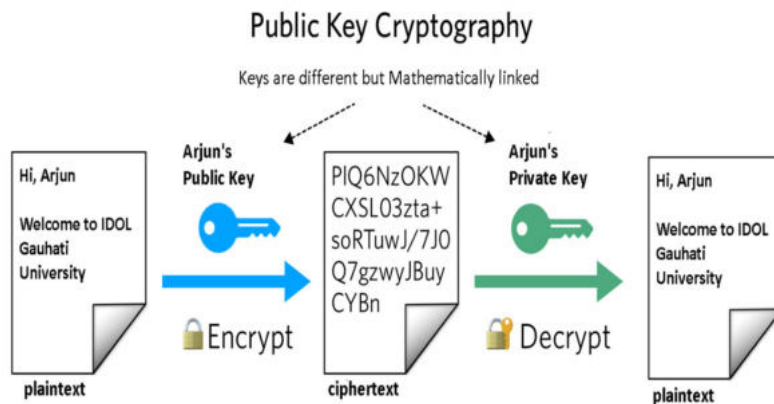 Public Key Cryptography
Keys are different but Mathematically linked
Hi, Arjun
Welcome to IDOL
Gauhati
University
plaintext
Arjun's
Public Key
Encrypt
PIQ6NzOKW
CXSL03zta+
soRTuwJ/7J0
Q7gzwyJBuy
CYBn
ciphertext
Arjun's
Private Key
Decrypt
Hi, Arjun
Welcome to IDOL
Gauhati
University
plaintext